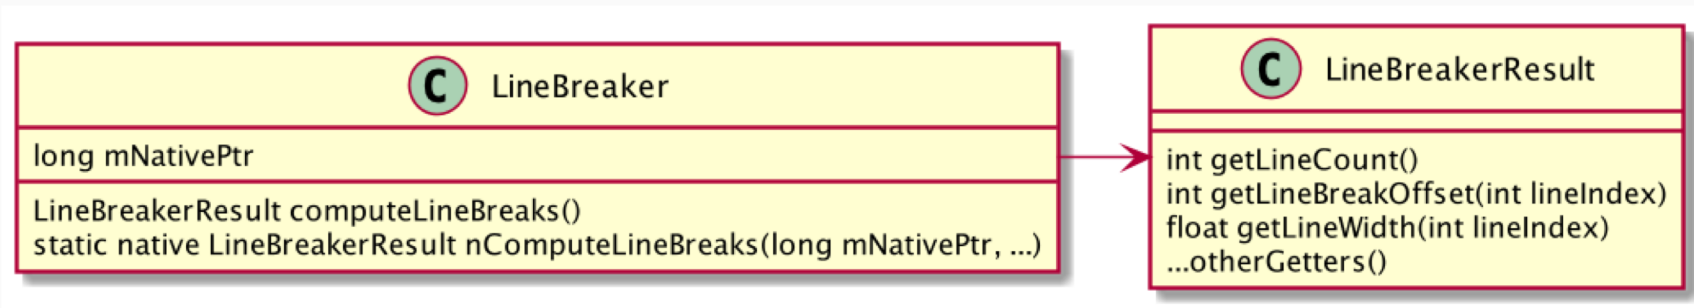 C LineBreaker
long mNativePtr
LineBreakerResult computeLineBreaks()
static native LineBreakerResult nComputeLineBreaks(long mNativePtr, ...)
C LineBreakerResult
int getLineCount()
int getLineBreakOffset(int lineIndex)
float getLineWidth(int lineIndex)
...otherGetters()